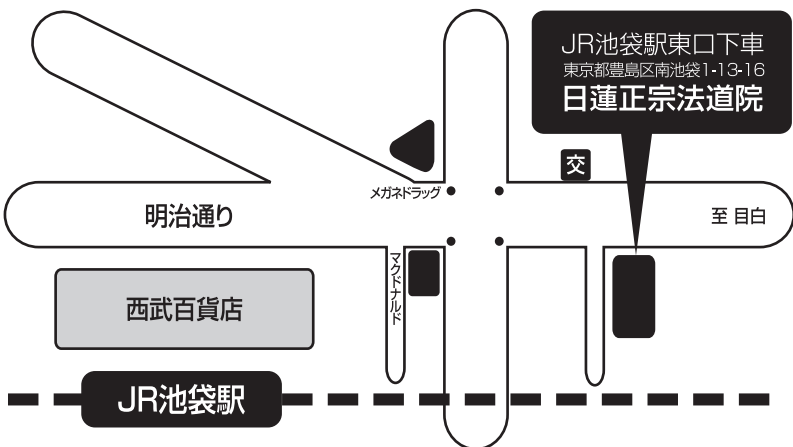 JR池袋駅東口下車
東京都豊島区南池袋1-13-16
日蓮正宗法道院
交
メガネドラッグ
明治通り
至 目白
マクドナルド
西武百貨店
JR池袋駅